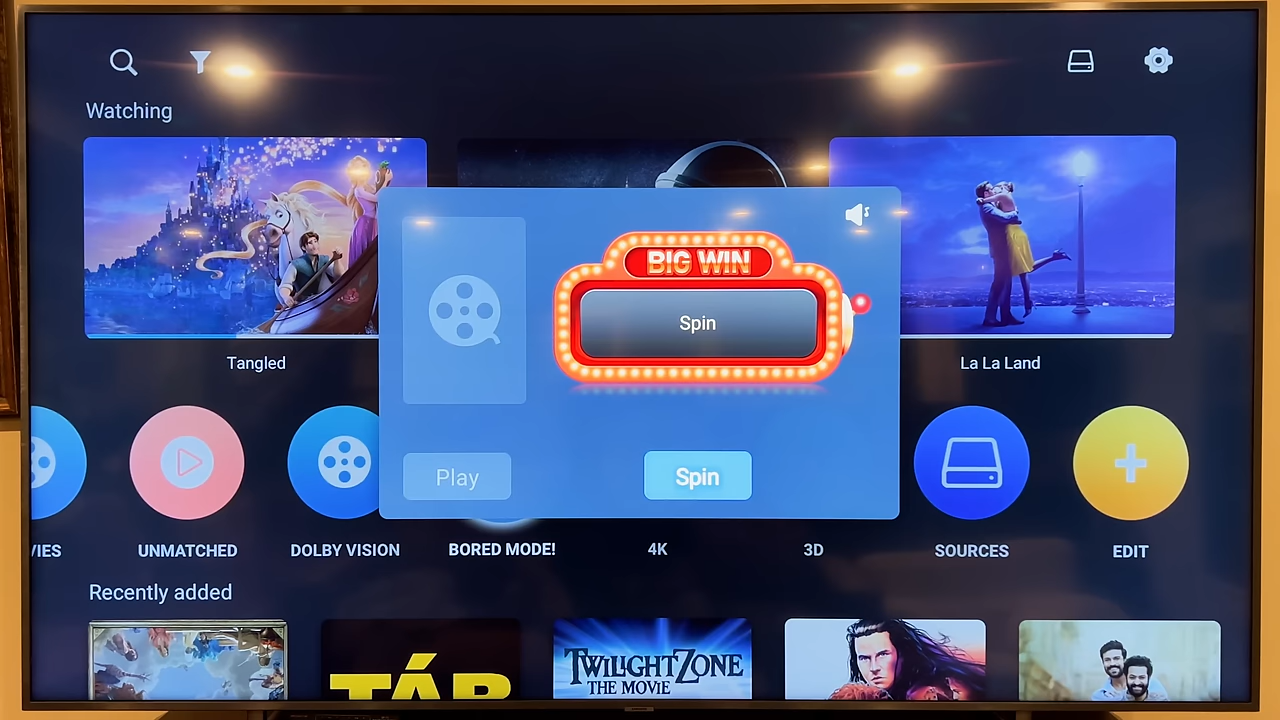 Watching
BIG WIN
Spin
Tangled
La La Land
Play
Spin
VIES
UNMATCHED
DOLBY VISION
BORED MODE!
4K
3D
SOURCES
EDIT
Recently added
TÁR
TWILIGHT ZONE
THE MOVIE